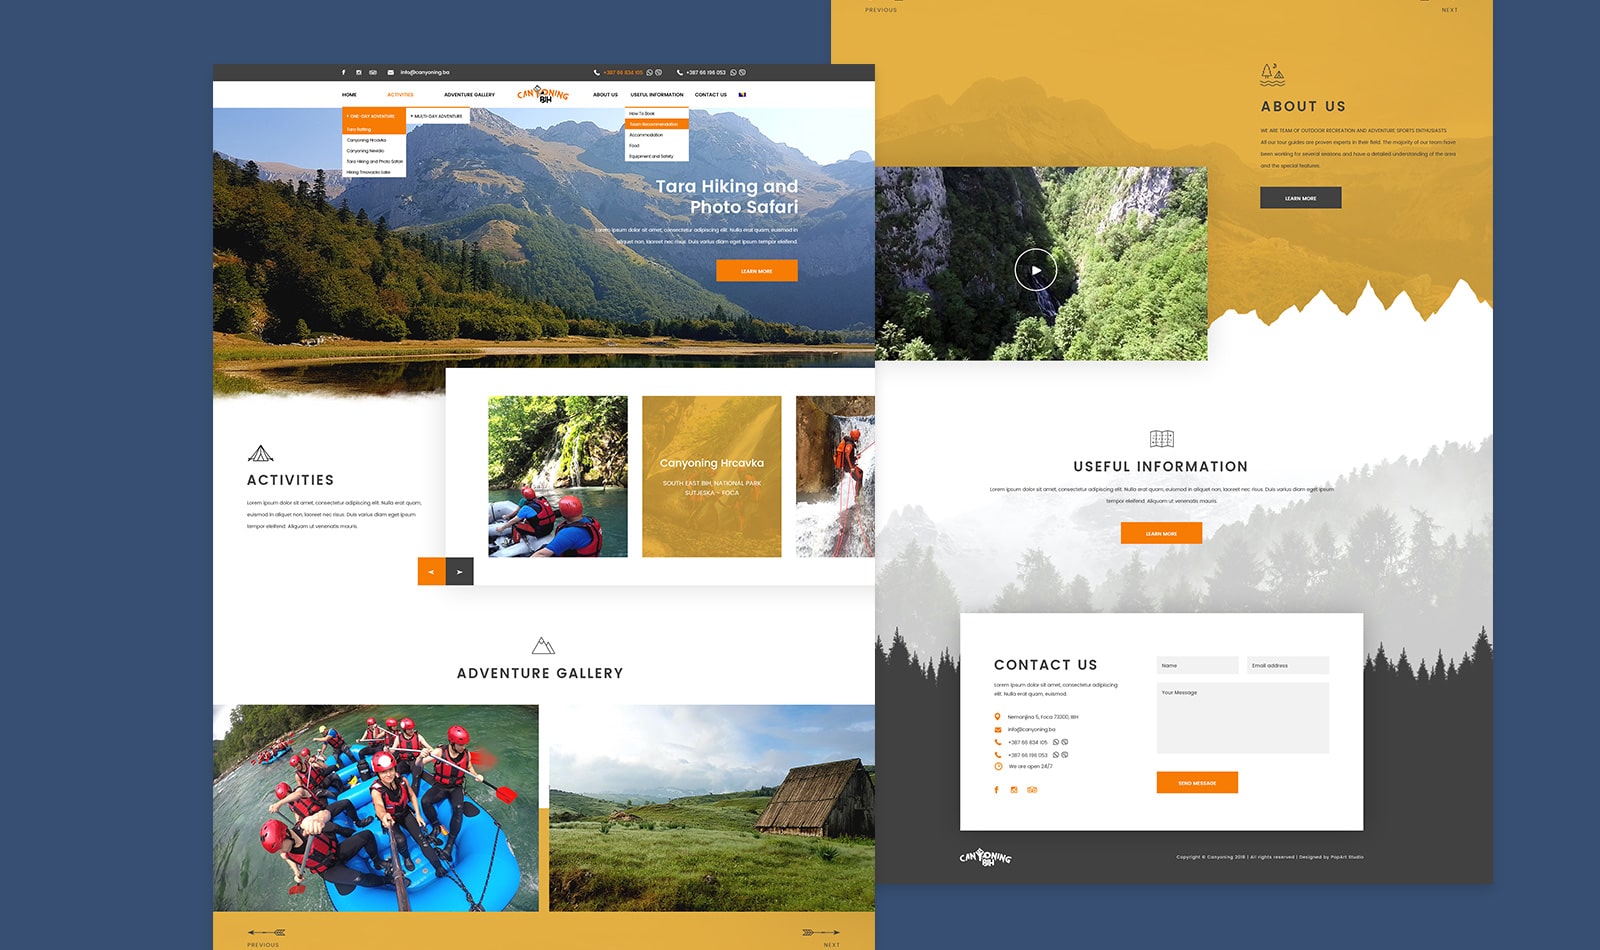 info@canyoning.ba
+387 66 834 105
+387 66 196 053
HOME
ACTIVITIES
ADVENTURE GALLERY
CANYONING BIH
ABOUT US
USEFUL INFORMATION
CONTACT US
ONE-DAY ADVENTURE
MULTI-DAY ADVENTURE
Tara Rafting
Canyoning Hrcavka
Canyoning Nevidio
Tara Hiking and Photo Safari
Hiking Trnovacko Lake
How To Book
Team Recommendation
Accommodation
Food
Equipment and Safety
Tara Hiking and
Photo Safari
Lorem ipsum dolor sit amet, consectetur adipiscing elit. Nulla erat quam, euismod in
aliquet non, laoreet nec risus. Duis varius diam eget ipsum tempor eleifend.
LEARN MORE
ACTIVITIES
Lorem ipsum dolor sit amet, consectetur adipiscing elit. Nulla erat quam,
euismod in aliquet non, laoreet nec risus. Duis varius diam eget ipsum
tempor eleifend. Aliquam ut venenatis mauris.
Canyoning Hrcavka
SOUTH EAST BIH, NATIONAL PARK
SUTJESKA – FOCA
ADVENTURE GALLERY
PREVIOUS
NEXT
PREVIOUS
NEXT
ABOUT US
WE ARE TEAM OF OUTDOOR RECREATION AND ADVENTURE SPORTS ENTHUSIASTS
All our tour guides are proven experts in their field. The majority of our team have
been working for several seasons and have a detailed understanding of the area
and the special features.
LEARN MORE
USEFUL INFORMATION
Lorem ipsum dolor sit amet, consectetur adipiscing elit. Nulla erat quam, euismod in aliquet non, laoreet nec risus. Duis varius diam eget ipsum
tempor eleifend. Aliquam ut venenatis mauris.
LEARN MORE
CONTACT US
Lorem ipsum dolor sit amet, consectetur adipiscing
elit. Nulla erat quam, euismod.
Nemanjina 5, Foca 73300, BIH
info@canyoning.ba
+387 66 834 105
+387 66 196 053
We are open 24/7
Name
Email address
Your Message
SEND MESSAGE
CANYONING BIH
Copyright © Canyoning 2018 | All rights reserved | Designed by PopArt Studio